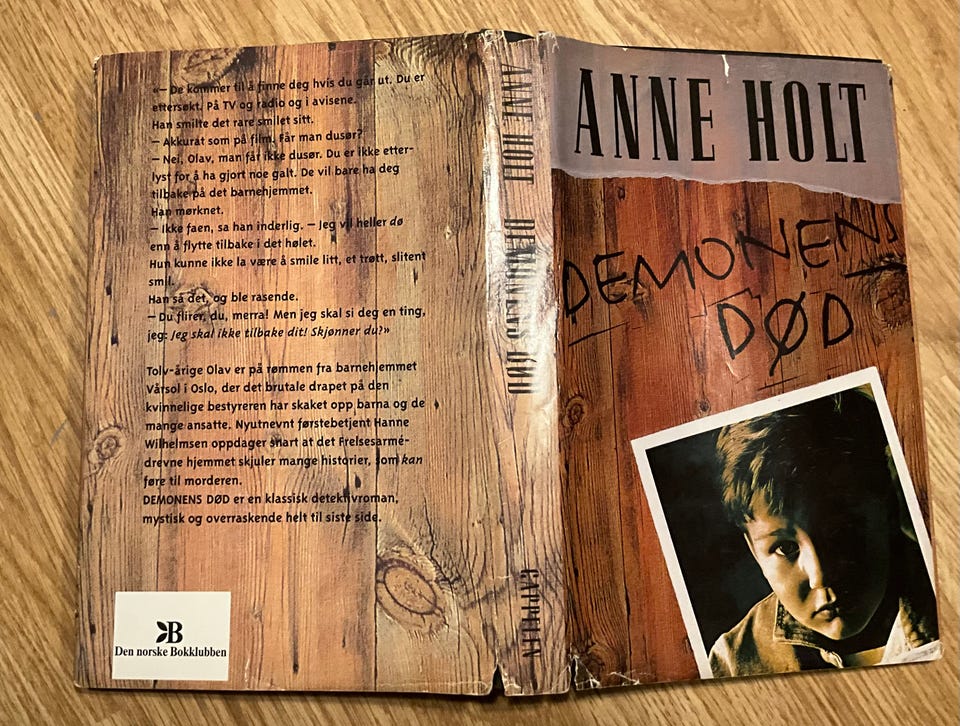 «– De kommer til å finne deg hvis du går ut. Du er
ettersøkt. På TV og radio og i avisene.
Han smilte det rare smilet sitt.
– Akkurat som på film. Får man dusør?
– Nei, Olav, man får ikke dusør. Du er ikke etter-
lyst for å ha gjort noe galt. De vil bare ha deg
tilbake på det barnehjemmet.
Han mørknet.
– Ikke faen, sa han inderlig. – Jeg vil heller dø
enn å flytte tilbake i det hølet.
Hun kunne ikke la være å smile litt, et trøtt, slitent
smil.
Han så det, og ble rasende.
– Du flirer, du, merra! Men jeg skal si deg en ting,
jeg: Jeg skal ikke tilbake dit! Skjønner du?»
Tolv-årige Olav er på rømmen fra barnehjemmet
Vårsol i Oslo, der det brutale drapet på den
kvinnelige bestyreren har skaket opp barna og de
mange ansatte. Nyutnevnt førstebetjent Hanne
Wilhelmsen oppdager snart at det Frelsesarmé-
drevne hjemmet skjuler mange historier, som kan
føre til morderen.
DEMONENS DØD er en klassisk detektivroman,
mystisk og overraskende helt til siste side.
B
Den norske Bokklubben
ANNE HOLT DEMONENS DØD CAPPELEN
ANNE HOLT
DEMONENS
DØD